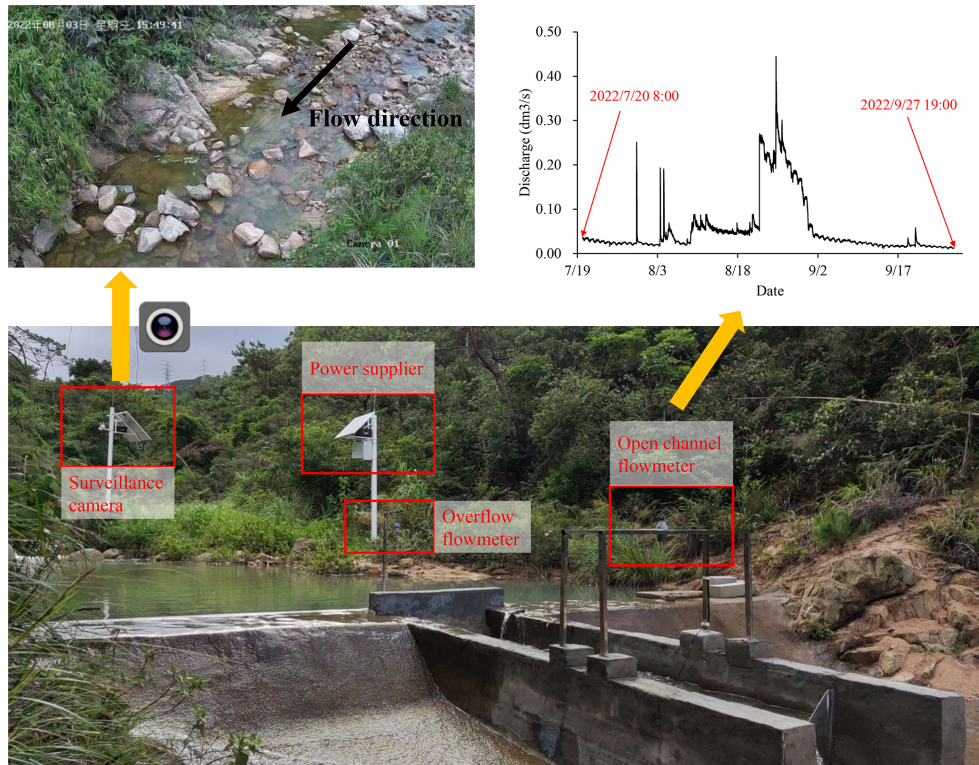 2022年08月03日 星期三 15:49:41
Flow direction
Camera 01
0.50
0.40
0.30
0.20
0.10
0.00
Discharge (dm3/s)
2022/7/20 8:00
2022/9/27 19:00
7/19
8/3
8/18
9/2
9/17
Date
Power supplier
Surveillance
camera
Overflow
flowmeter
Open channel
flowmeter